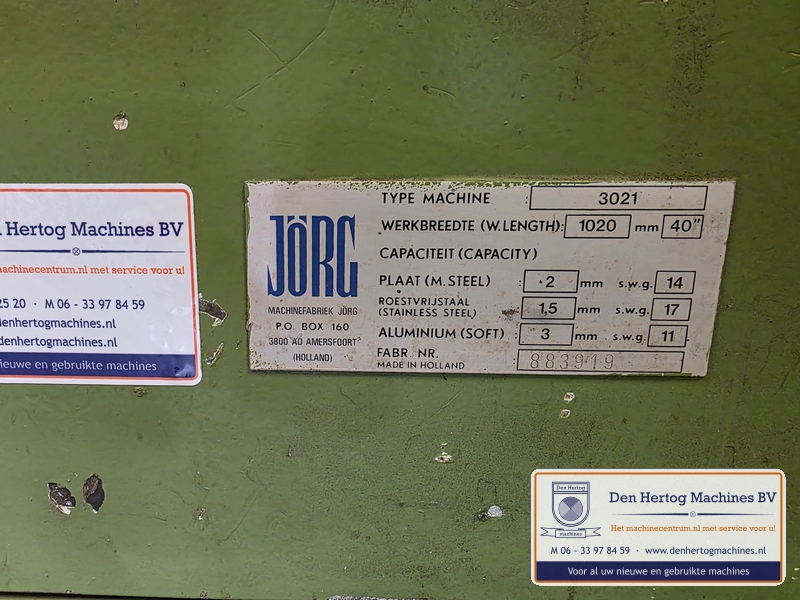 n Hertog Machines BV
machinecentrum.nl met service voor u!
25 20 · M 06 - 33 97 84 59
denhertogmachines.nl
denhertogmachines.nl
nieuwe en gebruikte machines
JÖRG
MACHINEFABRIEK JÖRG
P.O. BOX 160
3800 AD AMERSFOORT
(HOLLAND)
TYPE MACHINE : 3021
WERKBREEDTE (W.LENGTH): 1020 mm 40"
CAPACITEIT (CAPACITY)
PLAAT (M. STEEL) : 2 mm s.w.g. 14
ROESTVRIJSTAAL
(STAINLESS STEEL) : 1,5 mm s.w.g. 17
ALUMINIUM (SOFT) : 3 mm s.w.g. 11
FABR. NR. 883919
MADE IN HOLLAND
Den Hertog
machines
Den Hertog Machines BV
Het machinecentrum.nl met service voor u!
M 06 - 33 97 84 59 · www.denhertogmachines.nl
Voor al uw nieuwe en gebruikte machines